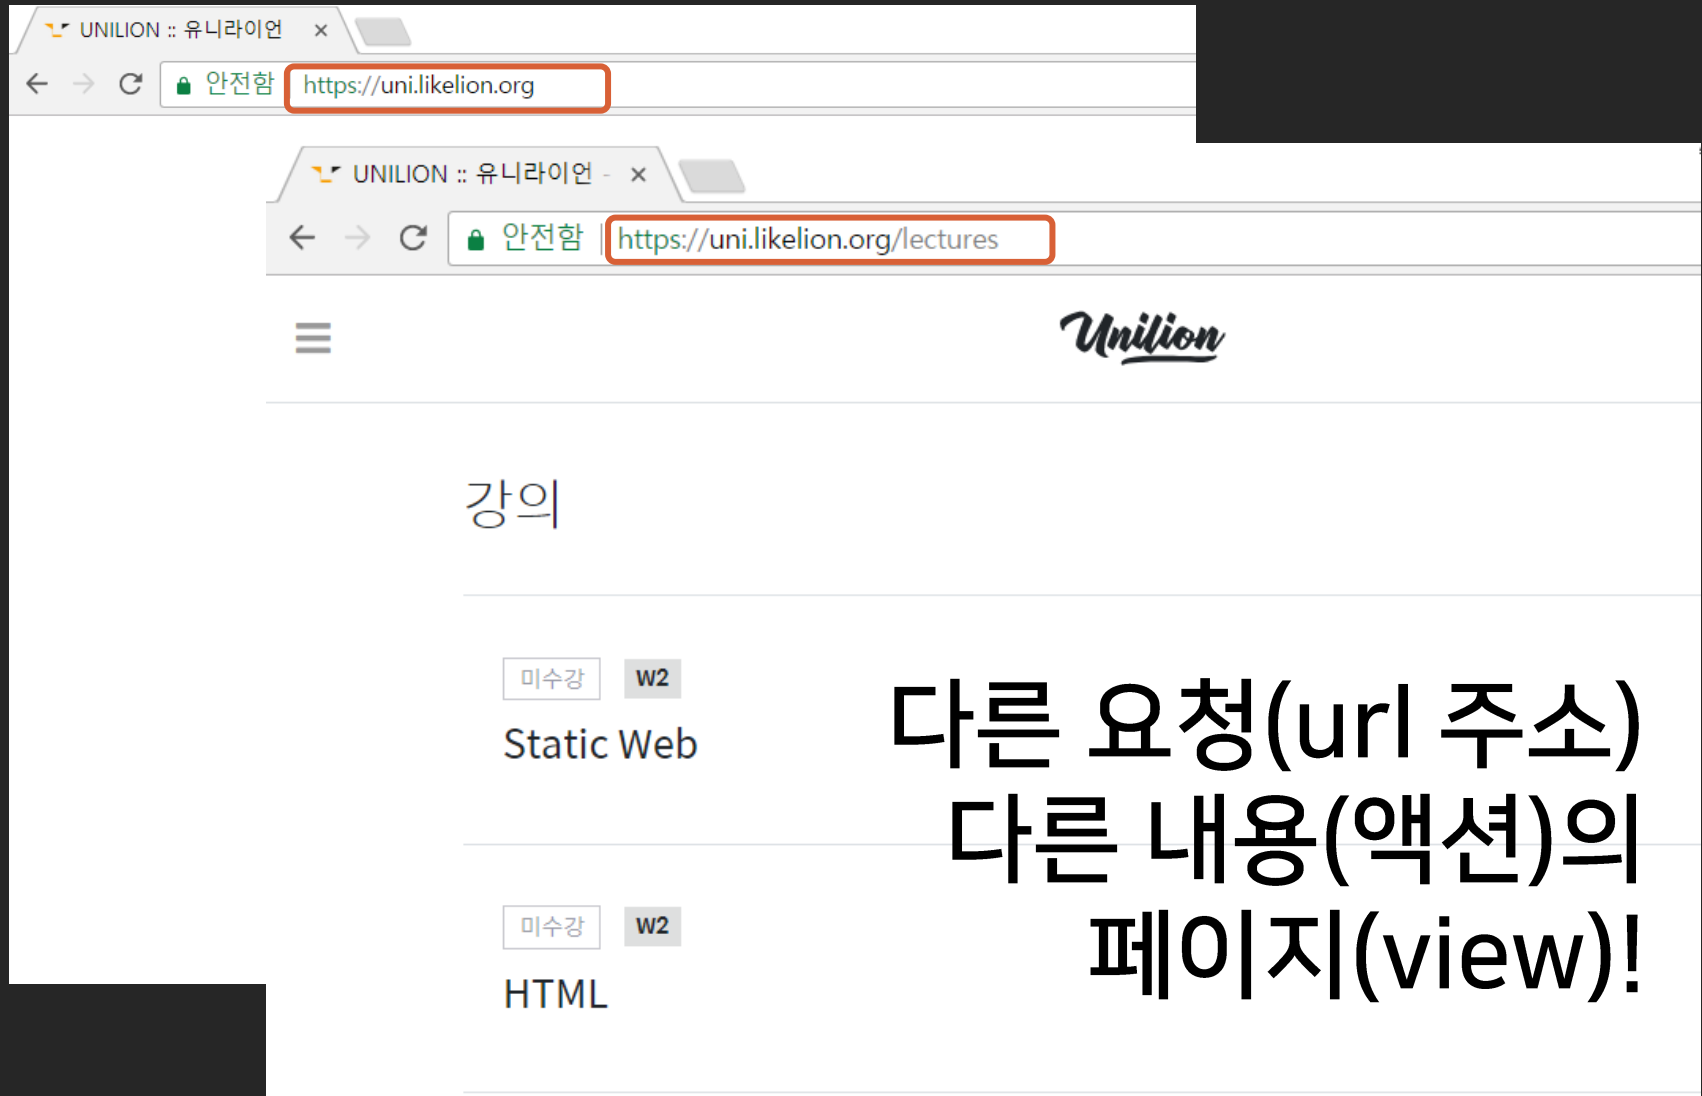 UNILION :: 유니라이언
안전함 https://uni.likelion.org
UNILION :: 유니라이언 -
안전함 https://uni.likelion.org/lectures
Unilion
강의
미수강 W2
Static Web
미수강 W2
HTML
다른 요청(url 주소)
다른 내용(액션)의
페이지(view)!